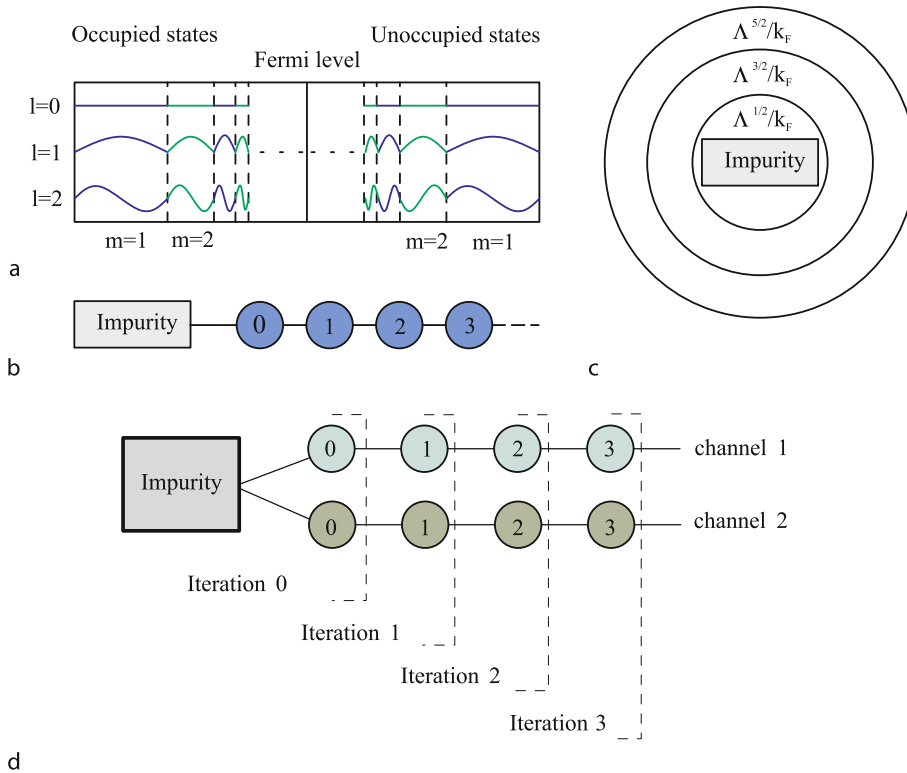 Occupied states
Unoccupied states
Fermi level
l=0
l=1
l=2
m=1
m=2
m=2
m=1
a
Impurity
0
1
2
3
b
Λ^5/2/k_F
Λ^3/2/k_F
Λ^1/2/k_F
Impurity
c
Impurity
0
1
2
3
channel 1
0
1
2
3
channel 2
Iteration 0
Iteration 1
Iteration 2
Iteration 3
d